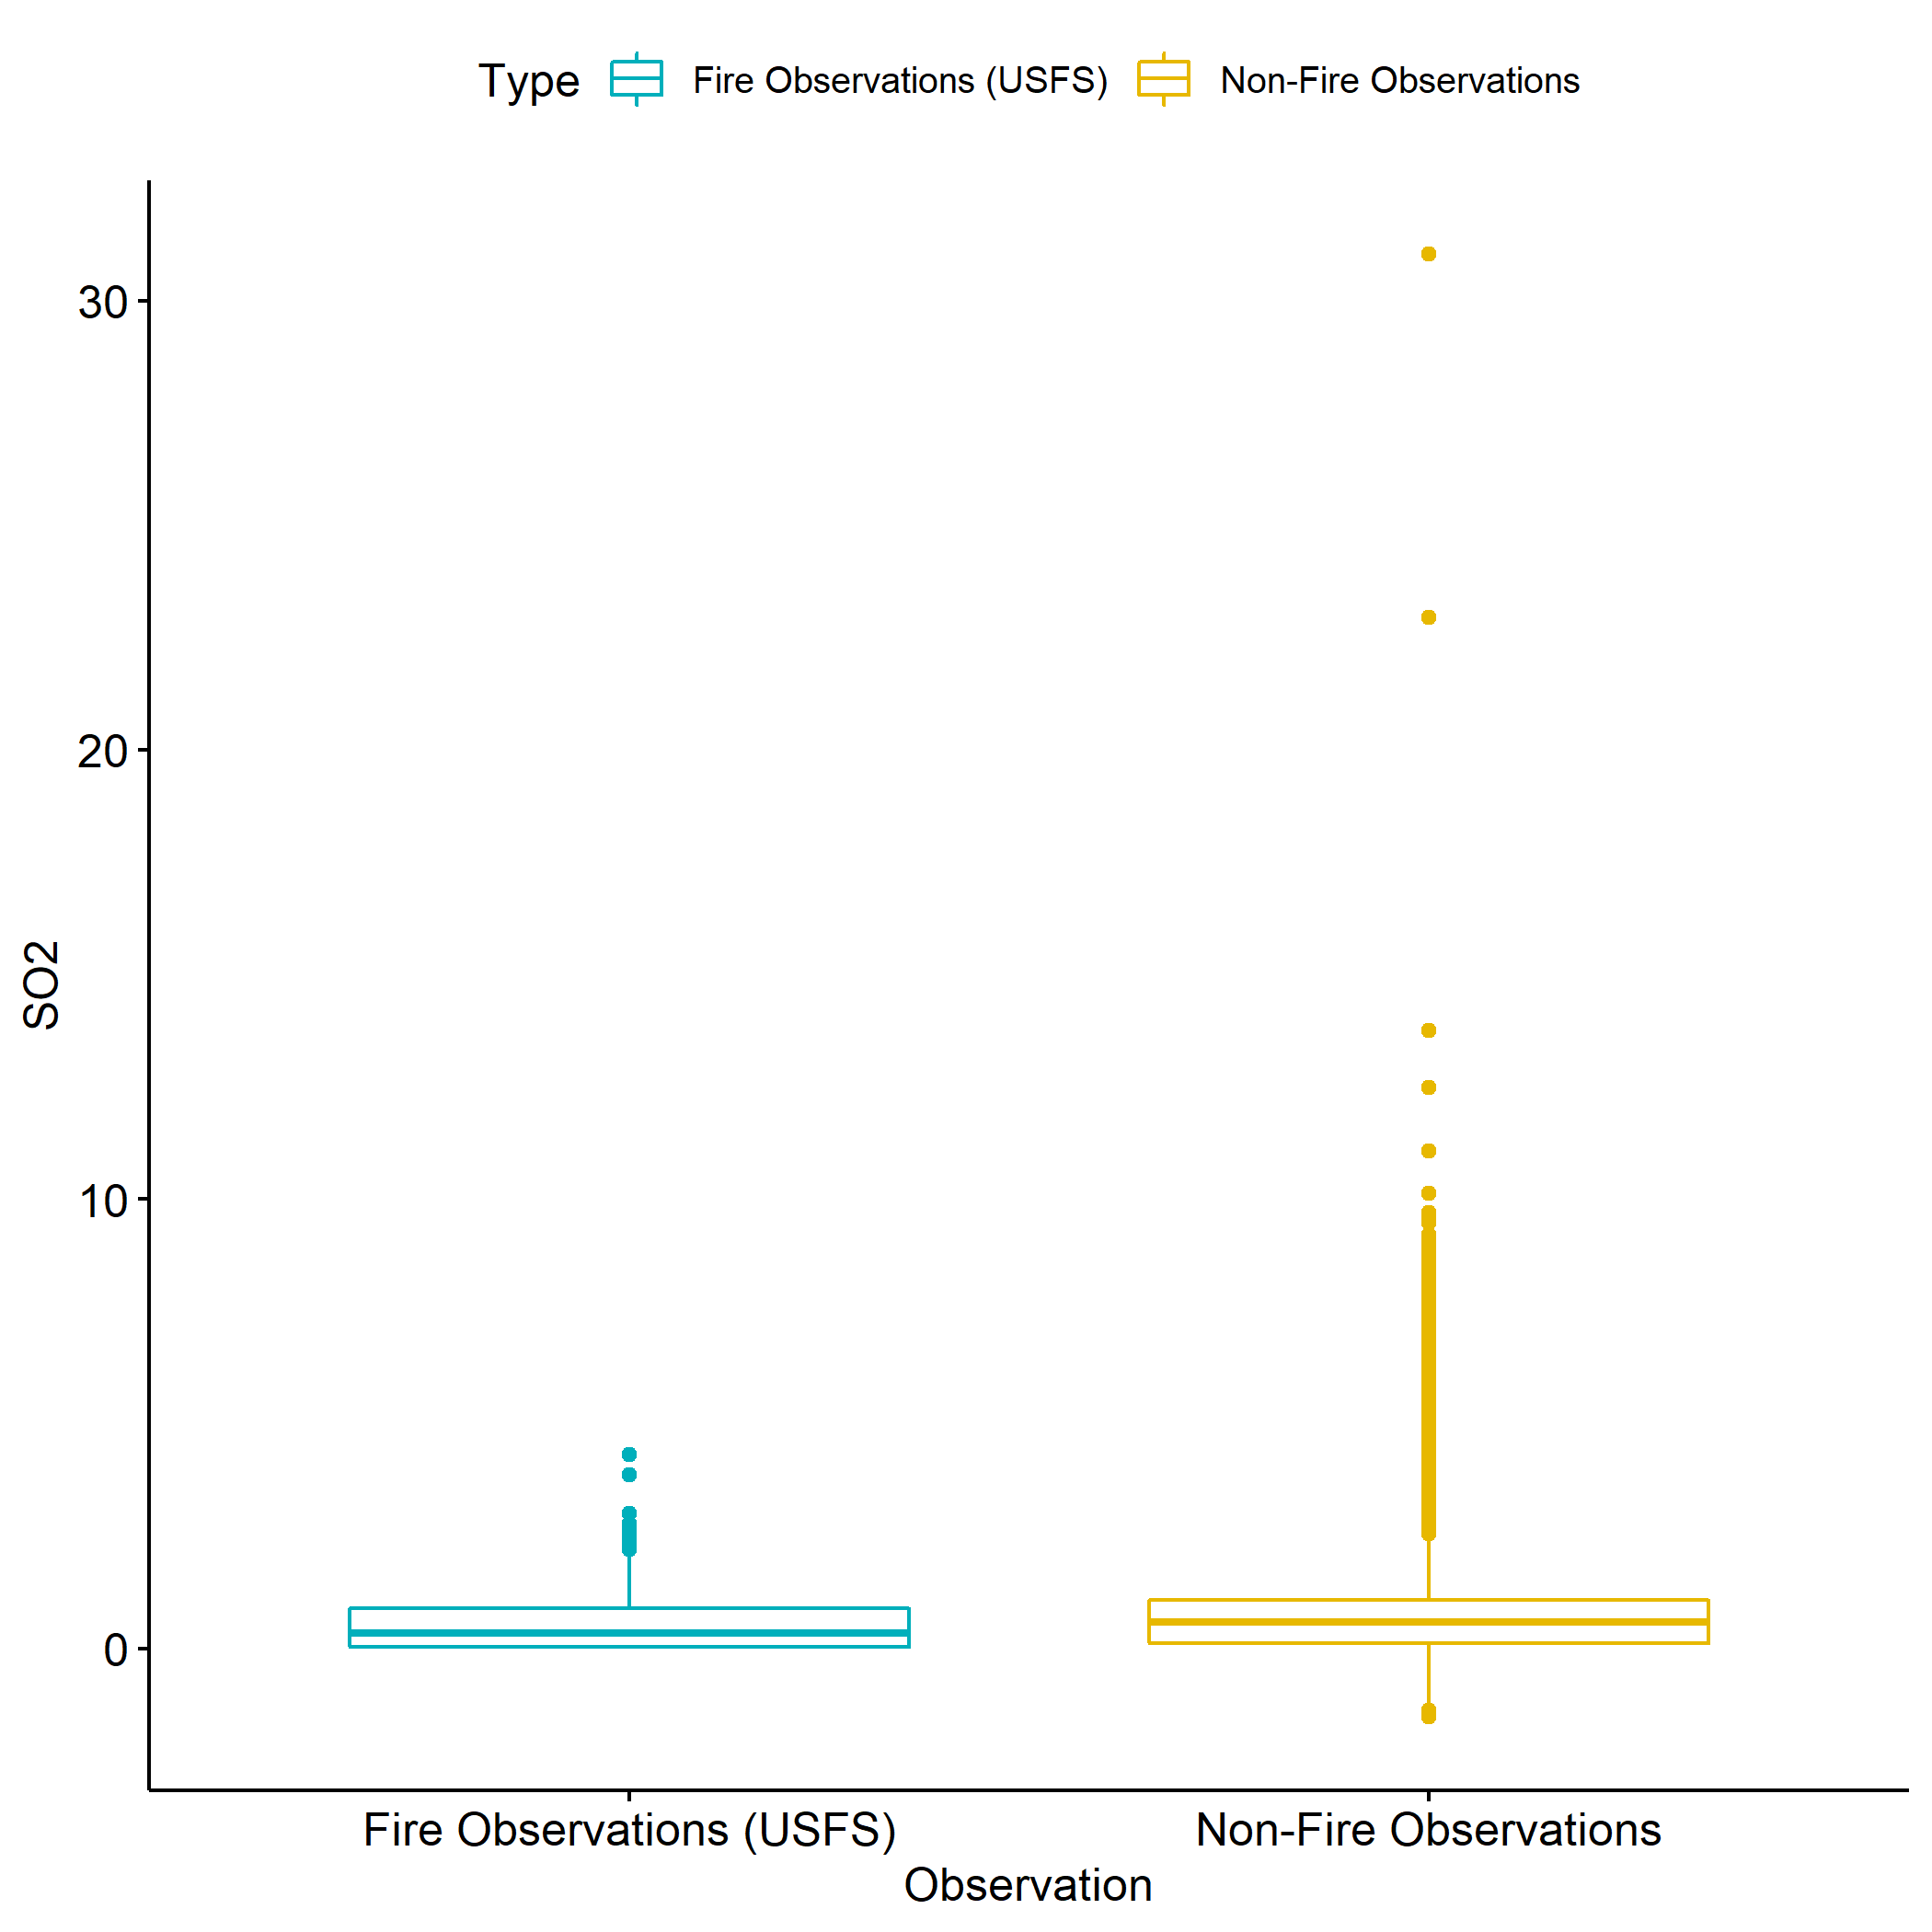 Type Fire Observations (USFS) Non-Fire Observations
30
20
10
0
SO2
Fire Observations (USFS) Non-Fire Observations
Observation